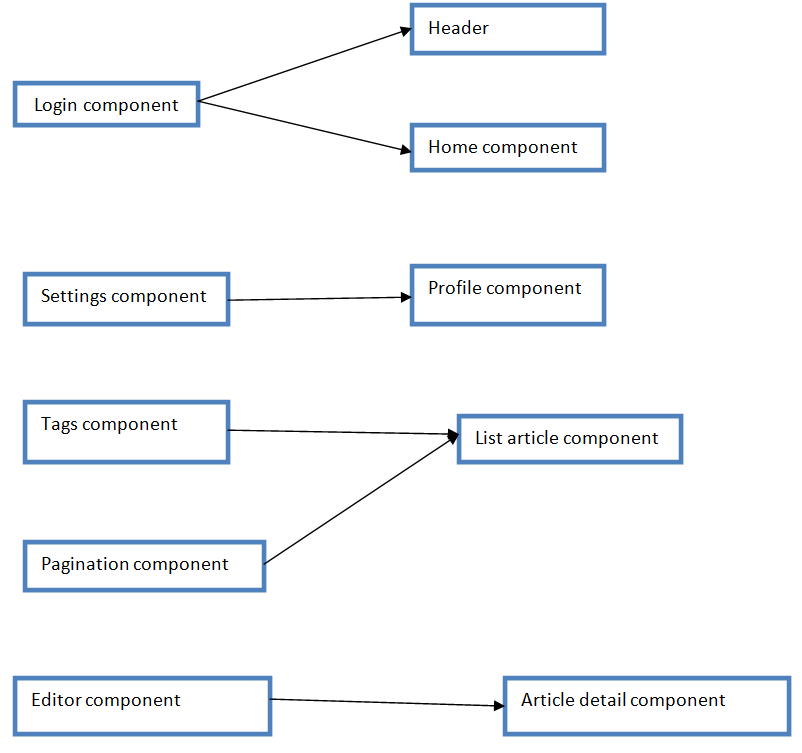 Header
Login component
Home component
Settings component
Profile component
Tags component
List article component
Pagination component
Editor component
Article detail component